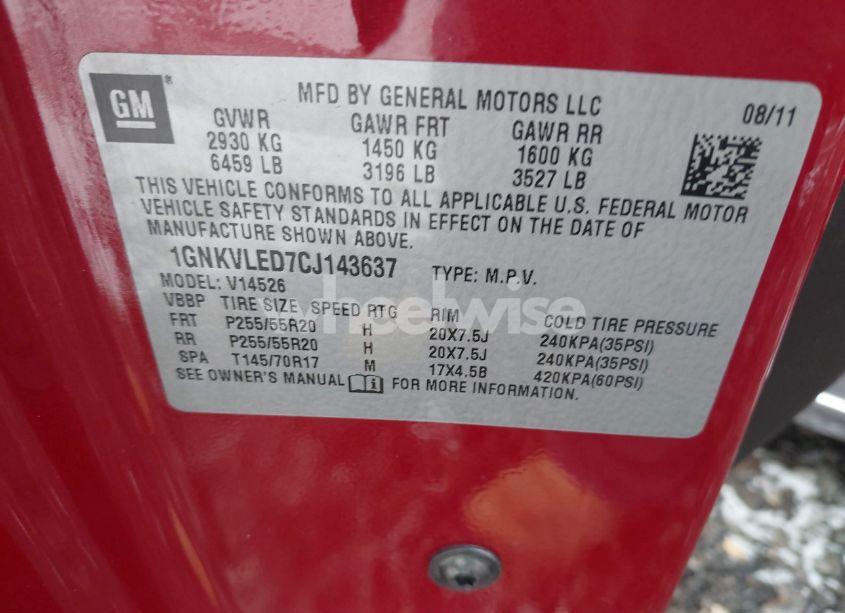 GM
MFD BY GENERAL MOTORS LLC 08/11
GVWR GAWR FRT GAWR RR
2930 KG 1450 KG 1600 KG
6459 LB 3196 LB 3527 LB
THIS VEHICLE CONFORMS TO ALL APPLICABLE U.S. FEDERAL MOTOR
VEHICLE SAFETY STANDARDS IN EFFECT ON THE DATE OF
MANUFACTURE SHOWN ABOVE.
1GNKVLED7CJ143637 TYPE: M.P.V.
MODEL: V14526
VBBP TIRE SIZE SPEED RTG RIM COLD TIRE PRESSURE
FRT P255/55R20 H 20X7.5J 240KPA(35PSI)
RR P255/55R20 H 20X7.5J 240KPA(35PSI)
SPA T145/70R17 M 17X4.5B 420KPA(60PSI)
SEE OWNER'S MANUAL FOR MORE INFORMATION.
wheelwise